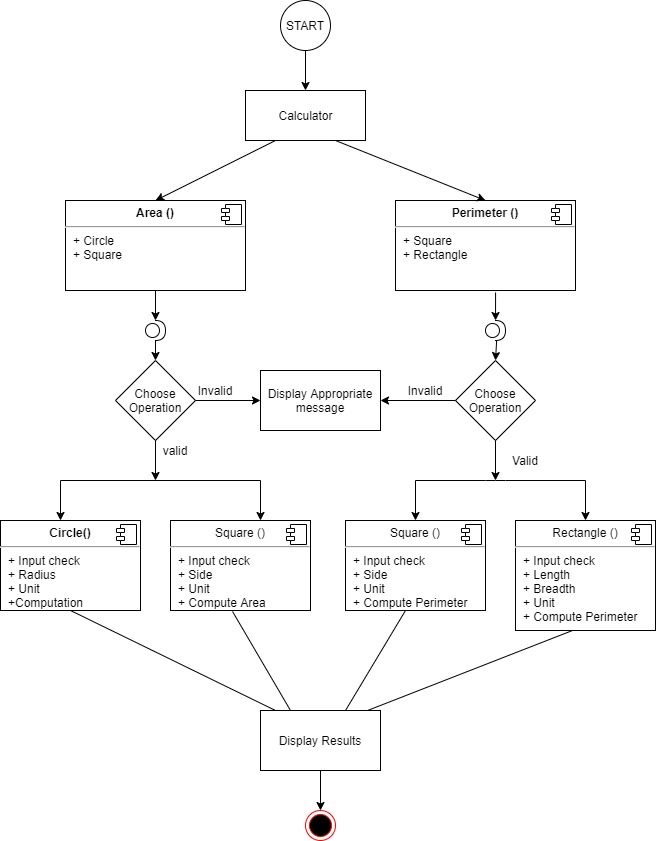 START
Calculator
Area ()
+ Circle
+ Square
Perimeter ()
+ Square
+ Rectangle
Choose
Operation
Invalid
Display Appropriate
message
Invalid
Choose
Operation
valid
Valid
Circle()
+ Input check
+ Radius
+ Unit
+Computation
Square ()
+ Input check
+ Side
+ Unit
+ Compute Area
Square ()
+ Input check
+ Side
+ Unit
+ Compute Perimeter
Rectangle ()
+ Input check
+ Length
+ Breadth
+ Unit
+ Compute Perimeter
Display Results